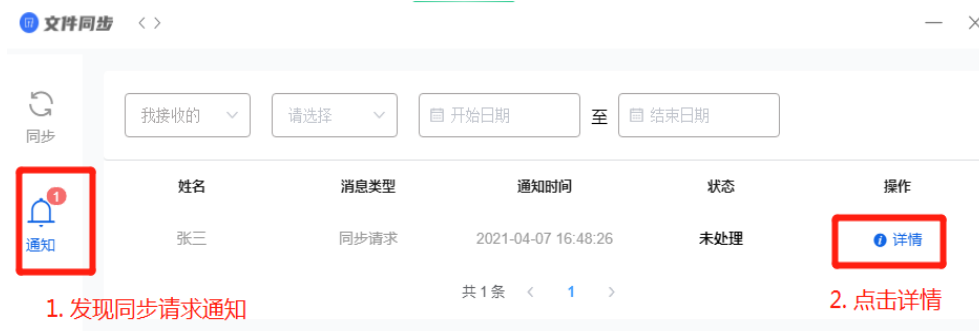 文件同步 < >
同步
我接收的 请选择 开始日期 至 结束日期
1
通知
姓名 消息类型 通知时间 状态 操作
张三 同步请求 2021-04-07 16:48:26 未处理 详情
共1条 < 1 >
1. 发现同步请求通知
2. 点击详情